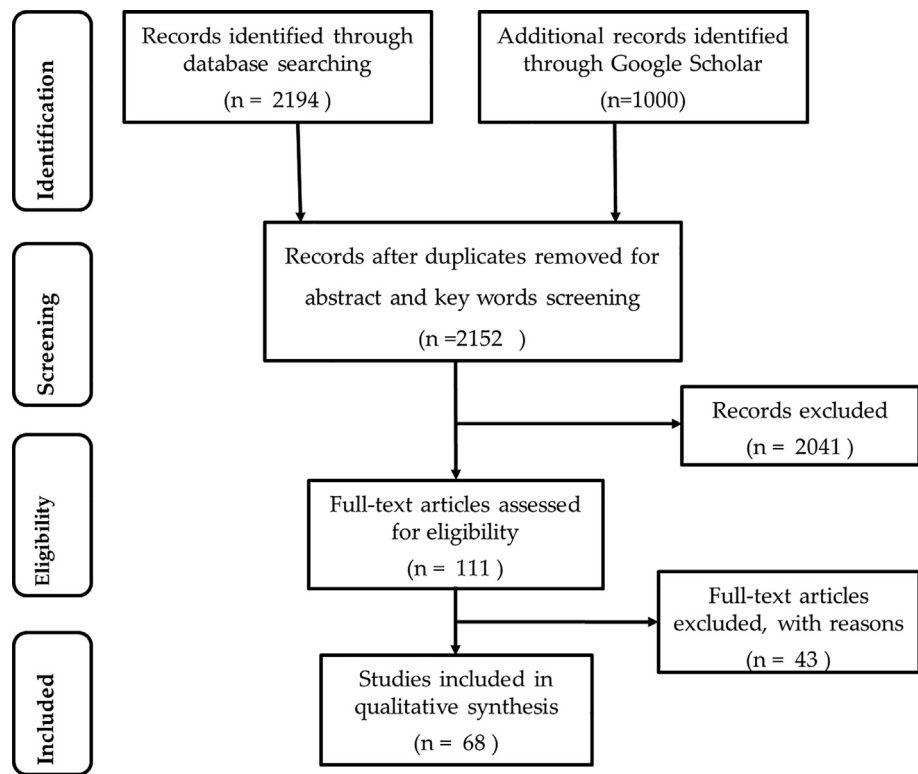 Identification
Records identified through
database searching
(n = 2194 )
Additional records identified
through Google Scholar
(n=1000)
Screening
Records after duplicates removed for
abstract and key words screening
(n =2152 )
Records excluded
(n = 2041 )
Eligibility
Full-text articles assessed
for eligibility
(n = 111 )
Full-text articles
excluded, with reasons
(n = 43 )
Included
Studies included in
qualitative synthesis
(n = 68 )